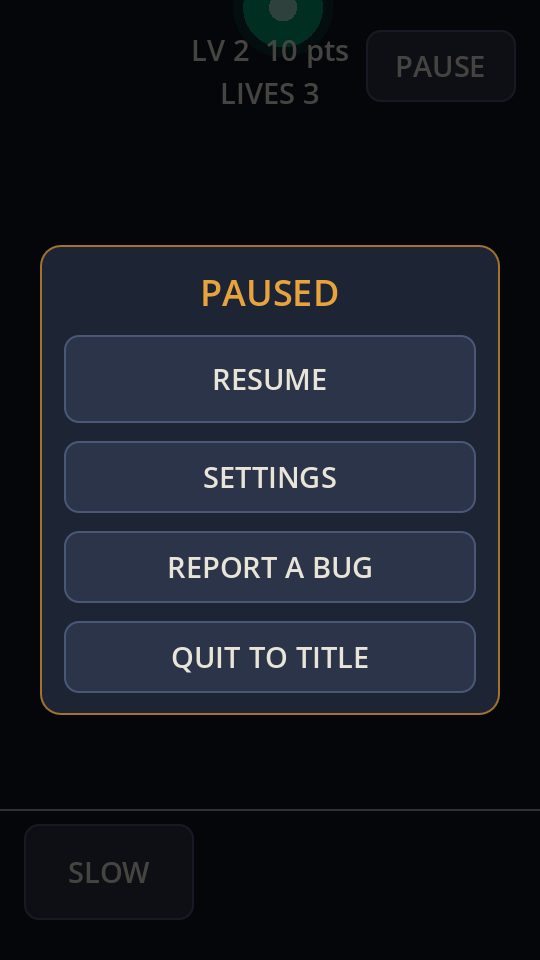 LV 2  10 pts
PAUSE
LIVES 3
PAUSED
RESUME
SETTINGS
REPORT A BUG
QUIT TO TITLE
SLOW